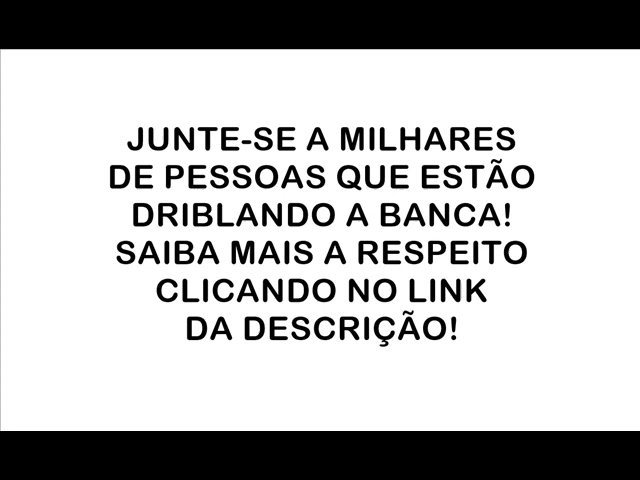 JUNTE-SE A MILHARES
DE PESSOAS QUE ESTÃO
DRIBLANDO A BANCA!
SAIBA MAIS A RESPEITO
CLICANDO NO LINK
DA DESCRIÇÃO!